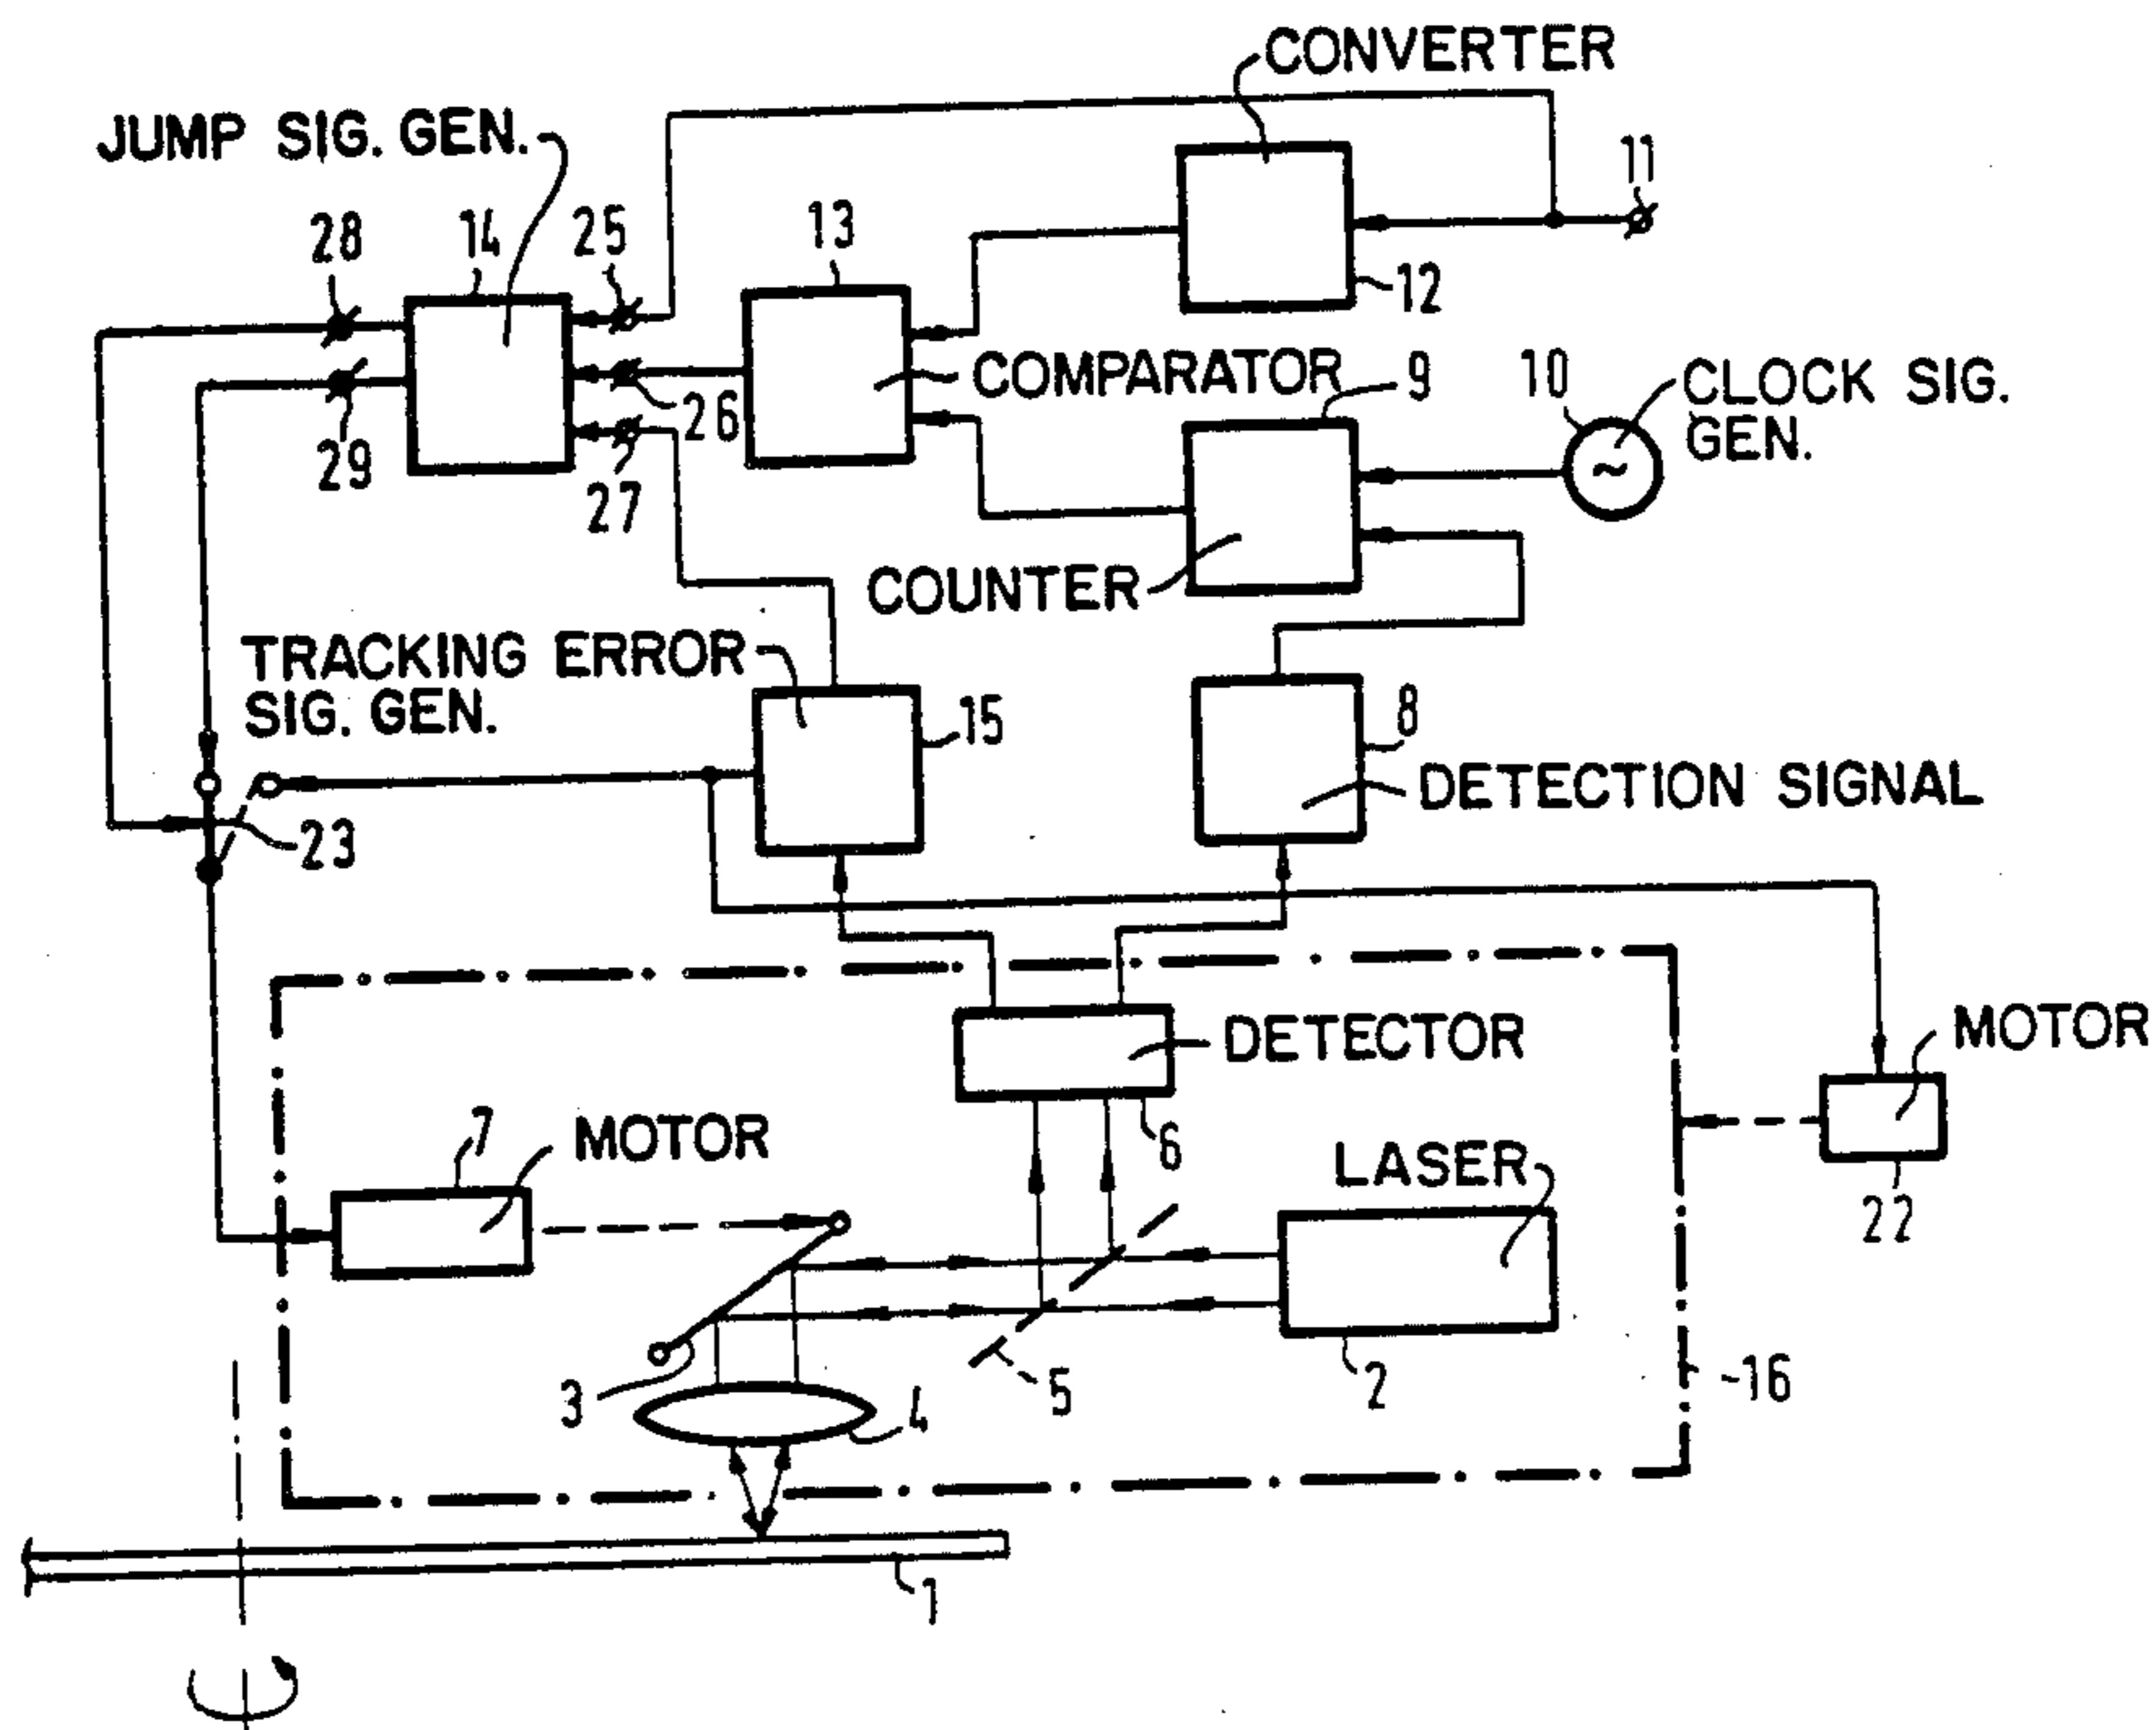 CONVERTER
JUMP SIG. GEN.
11
28
14
25
13
12
COMPARATOR
9
10
CLOCK SIG.
GEN.
26
29
27
COUNTER
TRACKING ERROR
SIG. GEN.
15
8
DETECTION SIGNAL
23
DETECTOR
MOTOR
7
MOTOR
6
LASER
22
3
4
5
2
16
1